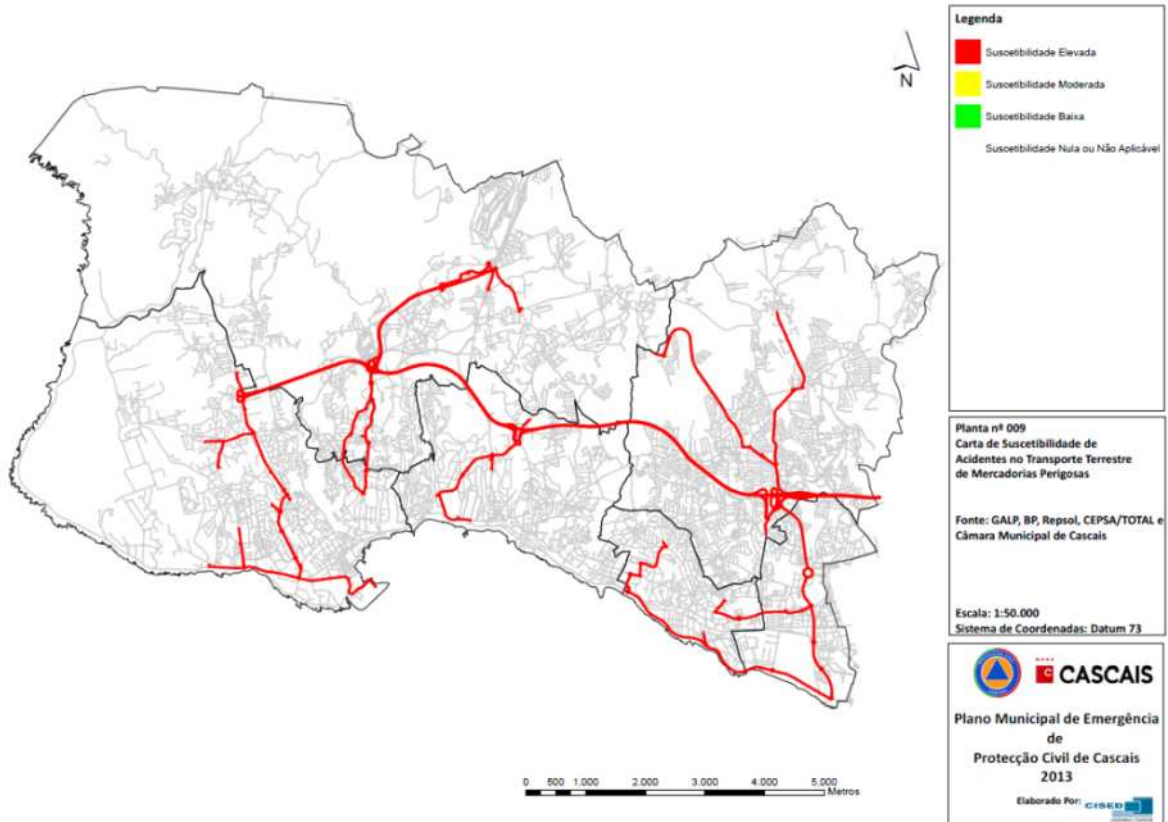 N
Legenda
Suscetibilidade Elevada
Suscetibilidade Moderada
Suscetibilidade Baixa
Suscetibilidade Nula ou Não Aplicável
Planta nº 009
Carta de Suscetibilidade de
Acidentes no Transporte Terrestre
de Mercadorias Perigosas
Fonte: GALP, BP, Repsol, CEPSA/TOTAL e
Câmara Municipal de Cascais
Escala: 1:50.000
Sistema de Coordenadas: Datum 73
C CASCAIS
Plano Municipal de Emergência
de
Protecção Civil de Cascais
2013
Elaborado Por: CISED
0 500 1.000 2.000 3.000 4.000 5.000
Metros